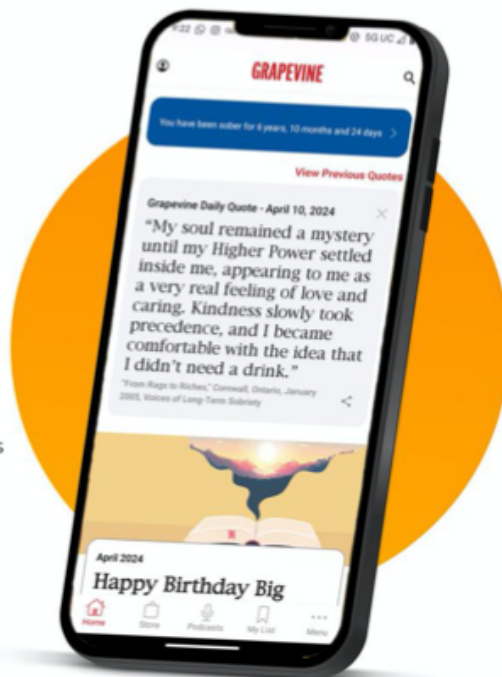 :22
5G UC
GRAPEVINE
You have been sober for 6 years, 10 months and 24 days >
View Previous Quotes
Grapevine Daily Quote - April 10, 2024
“My soul remained a mystery
until my Higher Power settled
inside me, appearing to me as
a very real feeling of love and
caring. Kindness slowly took
precedence, and I became
comfortable with the idea that
I didn’t need a drink.”
"From Rags to Riches," Cornwall, Ontario, January
2005, Voices of Long-Term Sobriety
s
April 2024
Happy Birthday Big
Home Store Podcasts My List Menu